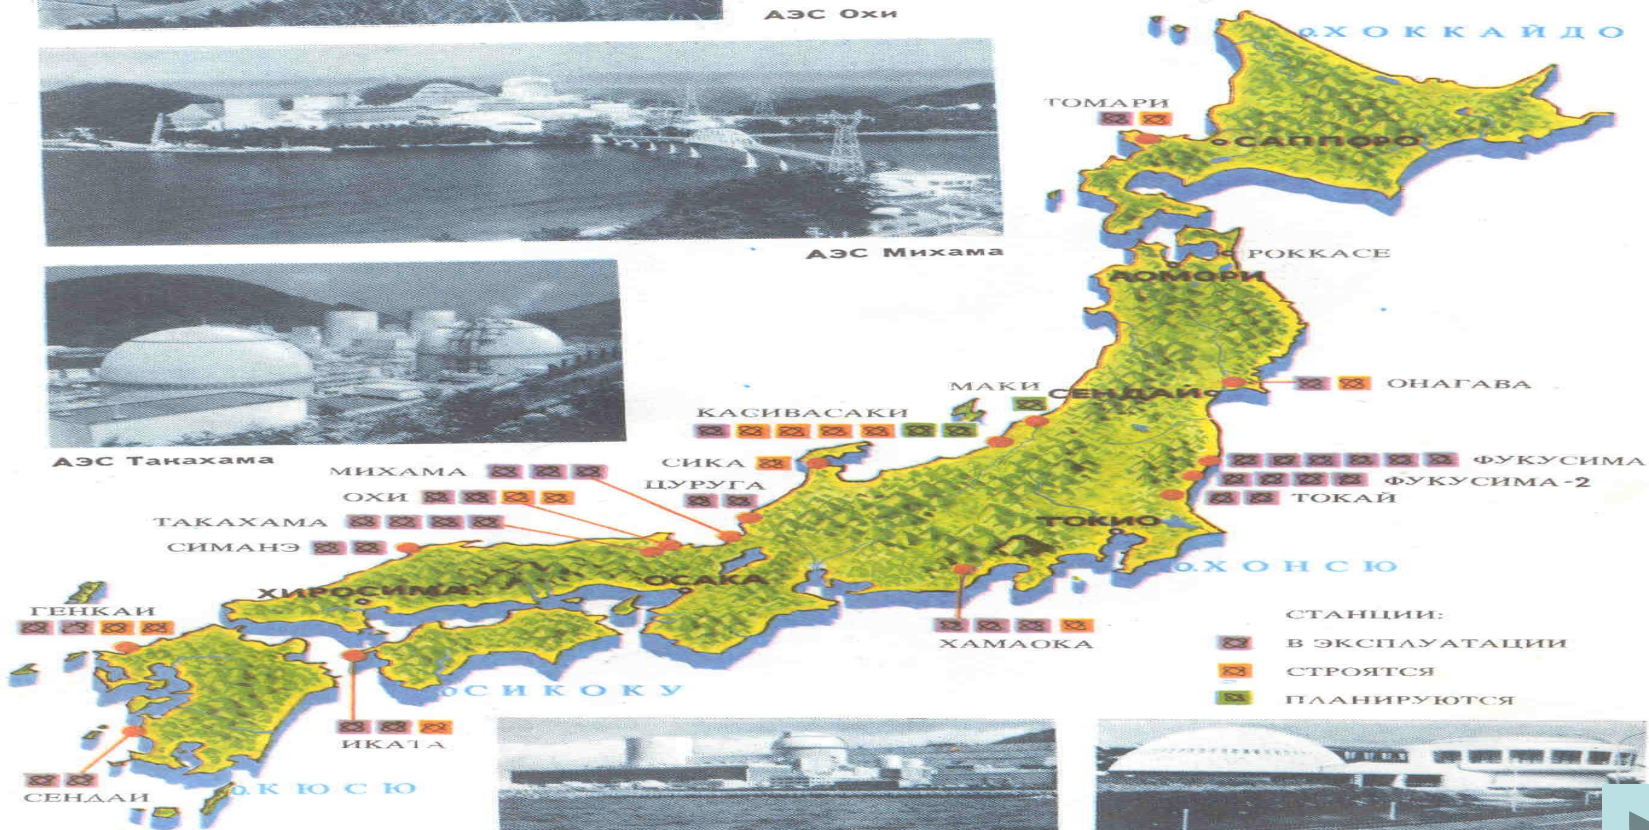 АЭС Охи
о.ХОККАЙДО
ТОМАРИ
САППОРО
АЭС Михама
РОККАСЕ
АОМОРИ
МАКИ
СЕНДАЙ
ОНАГАВА
КАСИВАСАКИ
АЭС Такахама
МИХАМА
СИКА
ФУКУСИМА
ЦУРУГА
ФУКУСИМА-2
ОХИ
ТОКАЙ
ТАКАХАМА
ТОКИО
СИМАНЭ
о.ХОНСЮ
ОСАКА
ХИРОСИМА
ГЕНКАИ
СТАНЦИИ:
ХАМАОКА
В ЭКСПЛУАТАЦИИ
СТРОЯТСЯ
о.СИКОКУ
ПЛАНИРУЮТСЯ
ИКАТА
СЕНДАИ
о.КЮСЮ